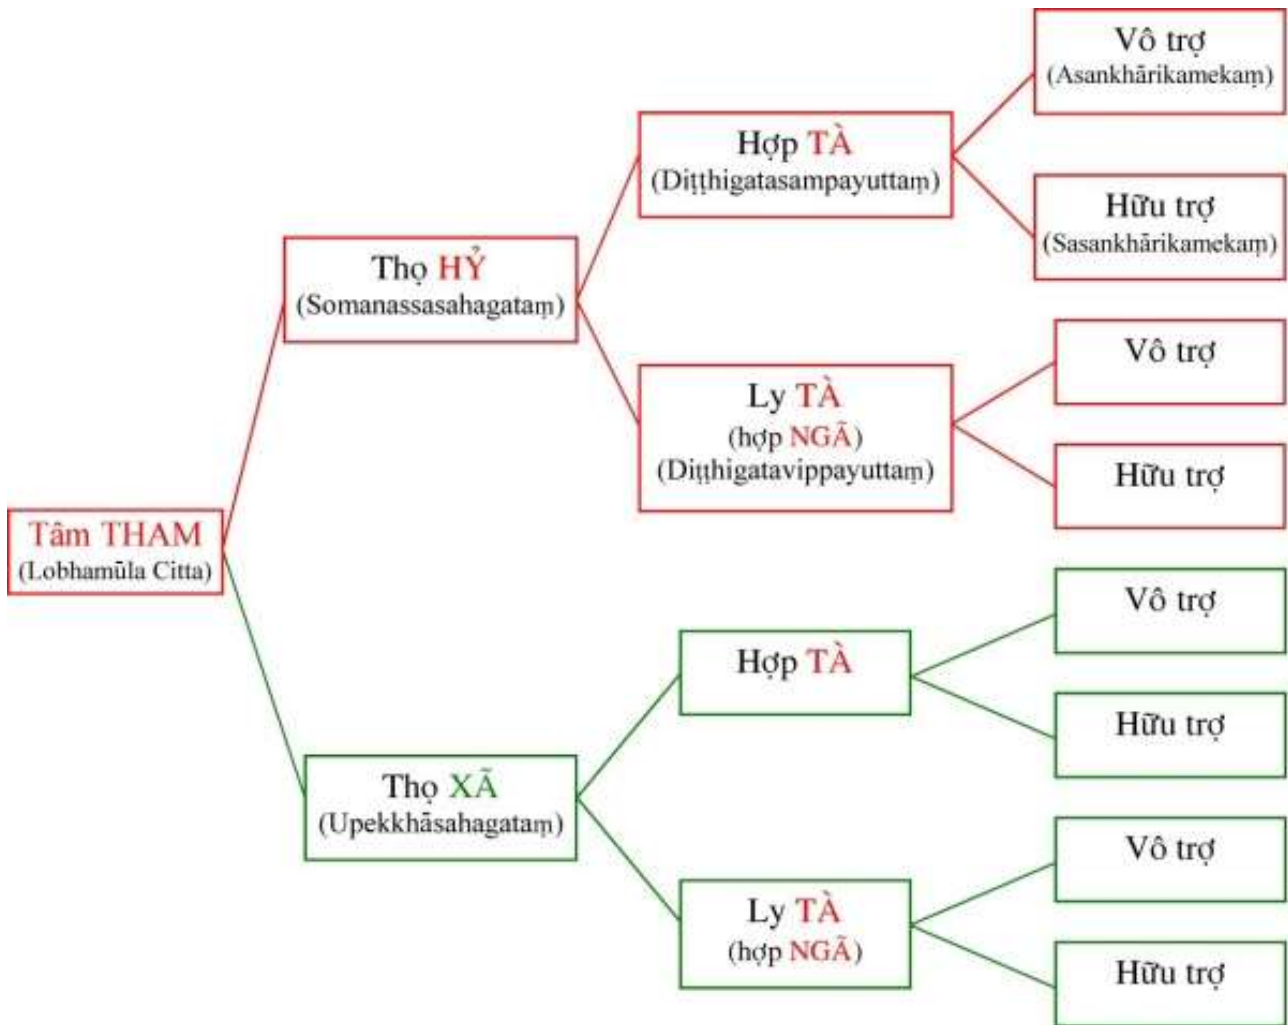 Vô trợ
(Asankhārikamekaṃ)
Hợp TÀ
(Diṭṭhigatasampayuttaṃ)
Hữu trợ
(Sasankhārikamekaṃ)
Thọ HỶ
(Somanassasahagataṃ)
Vô trợ
Ly TÀ
(hợp NGÃ)
(Diṭṭhigatavippayuttaṃ)
Hữu trợ
Tâm THAM
(Lobhamūla Citta)
Vô trợ
Hợp TÀ
Hữu trợ
Thọ XÃ
(Upekkhāsahagataṃ)
Vô trợ
Ly TÀ
(hợp NGÃ)
Hữu trợ